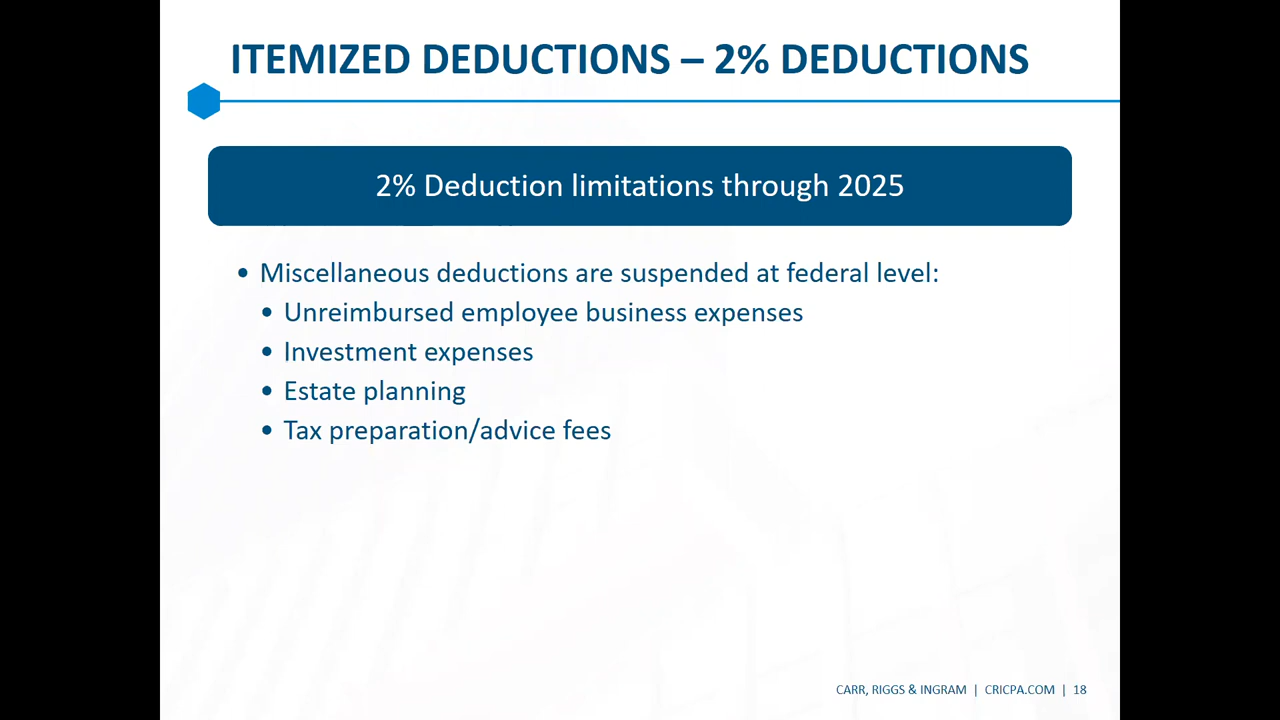 ITEMIZED DEDUCTIONS – 2% DEDUCTIONS
2% Deduction limitations through 2025
• Miscellaneous deductions are suspended at federal level:
• Unreimbursed employee business expenses
• Investment expenses
• Estate planning
• Tax preparation/advice fees
CARR, RIGGS & INGRAM | CRICPA.COM | 18